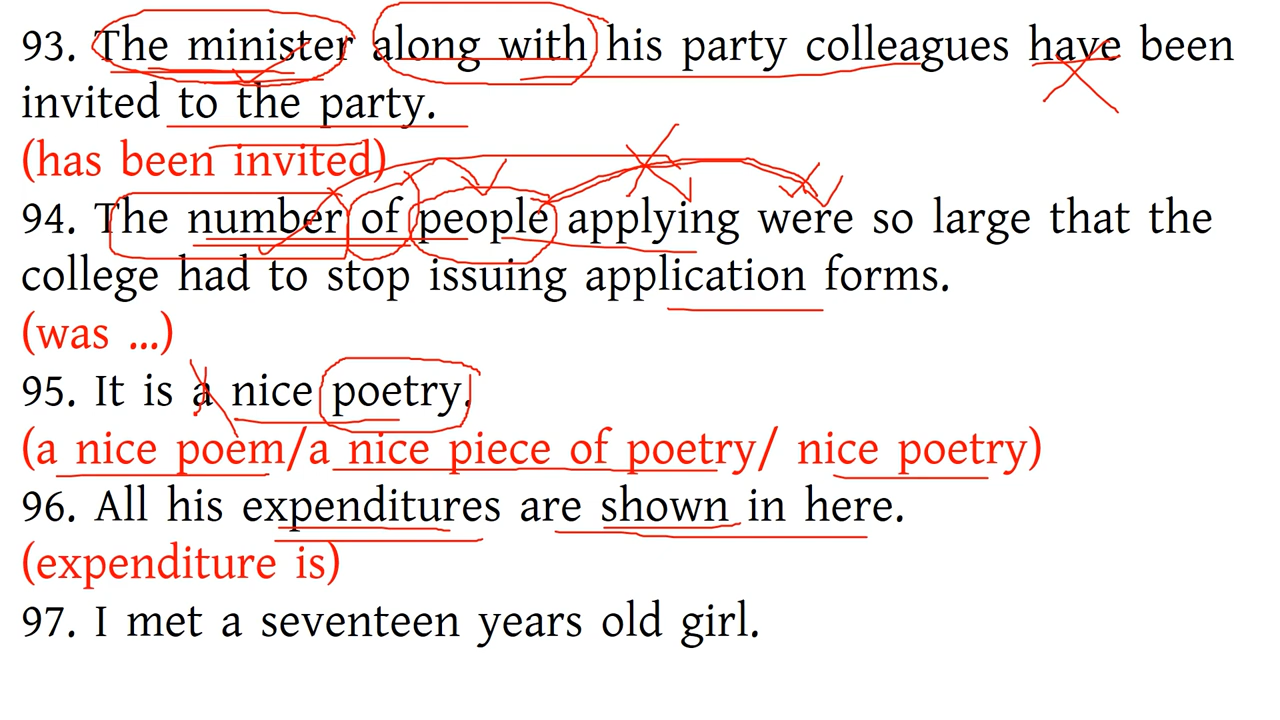 93. The minister along with his party colleagues have been
invited to the party.
(has been invited)
94. The number of people applying were so large that the
college had to stop issuing application forms.
(was ...)
95. It is a nice poetry.
(a nice poem/a nice piece of poetry/ nice poetry)
96. All his expenditures are shown in here.
(expenditure is)
97. I met a seventeen years old girl.